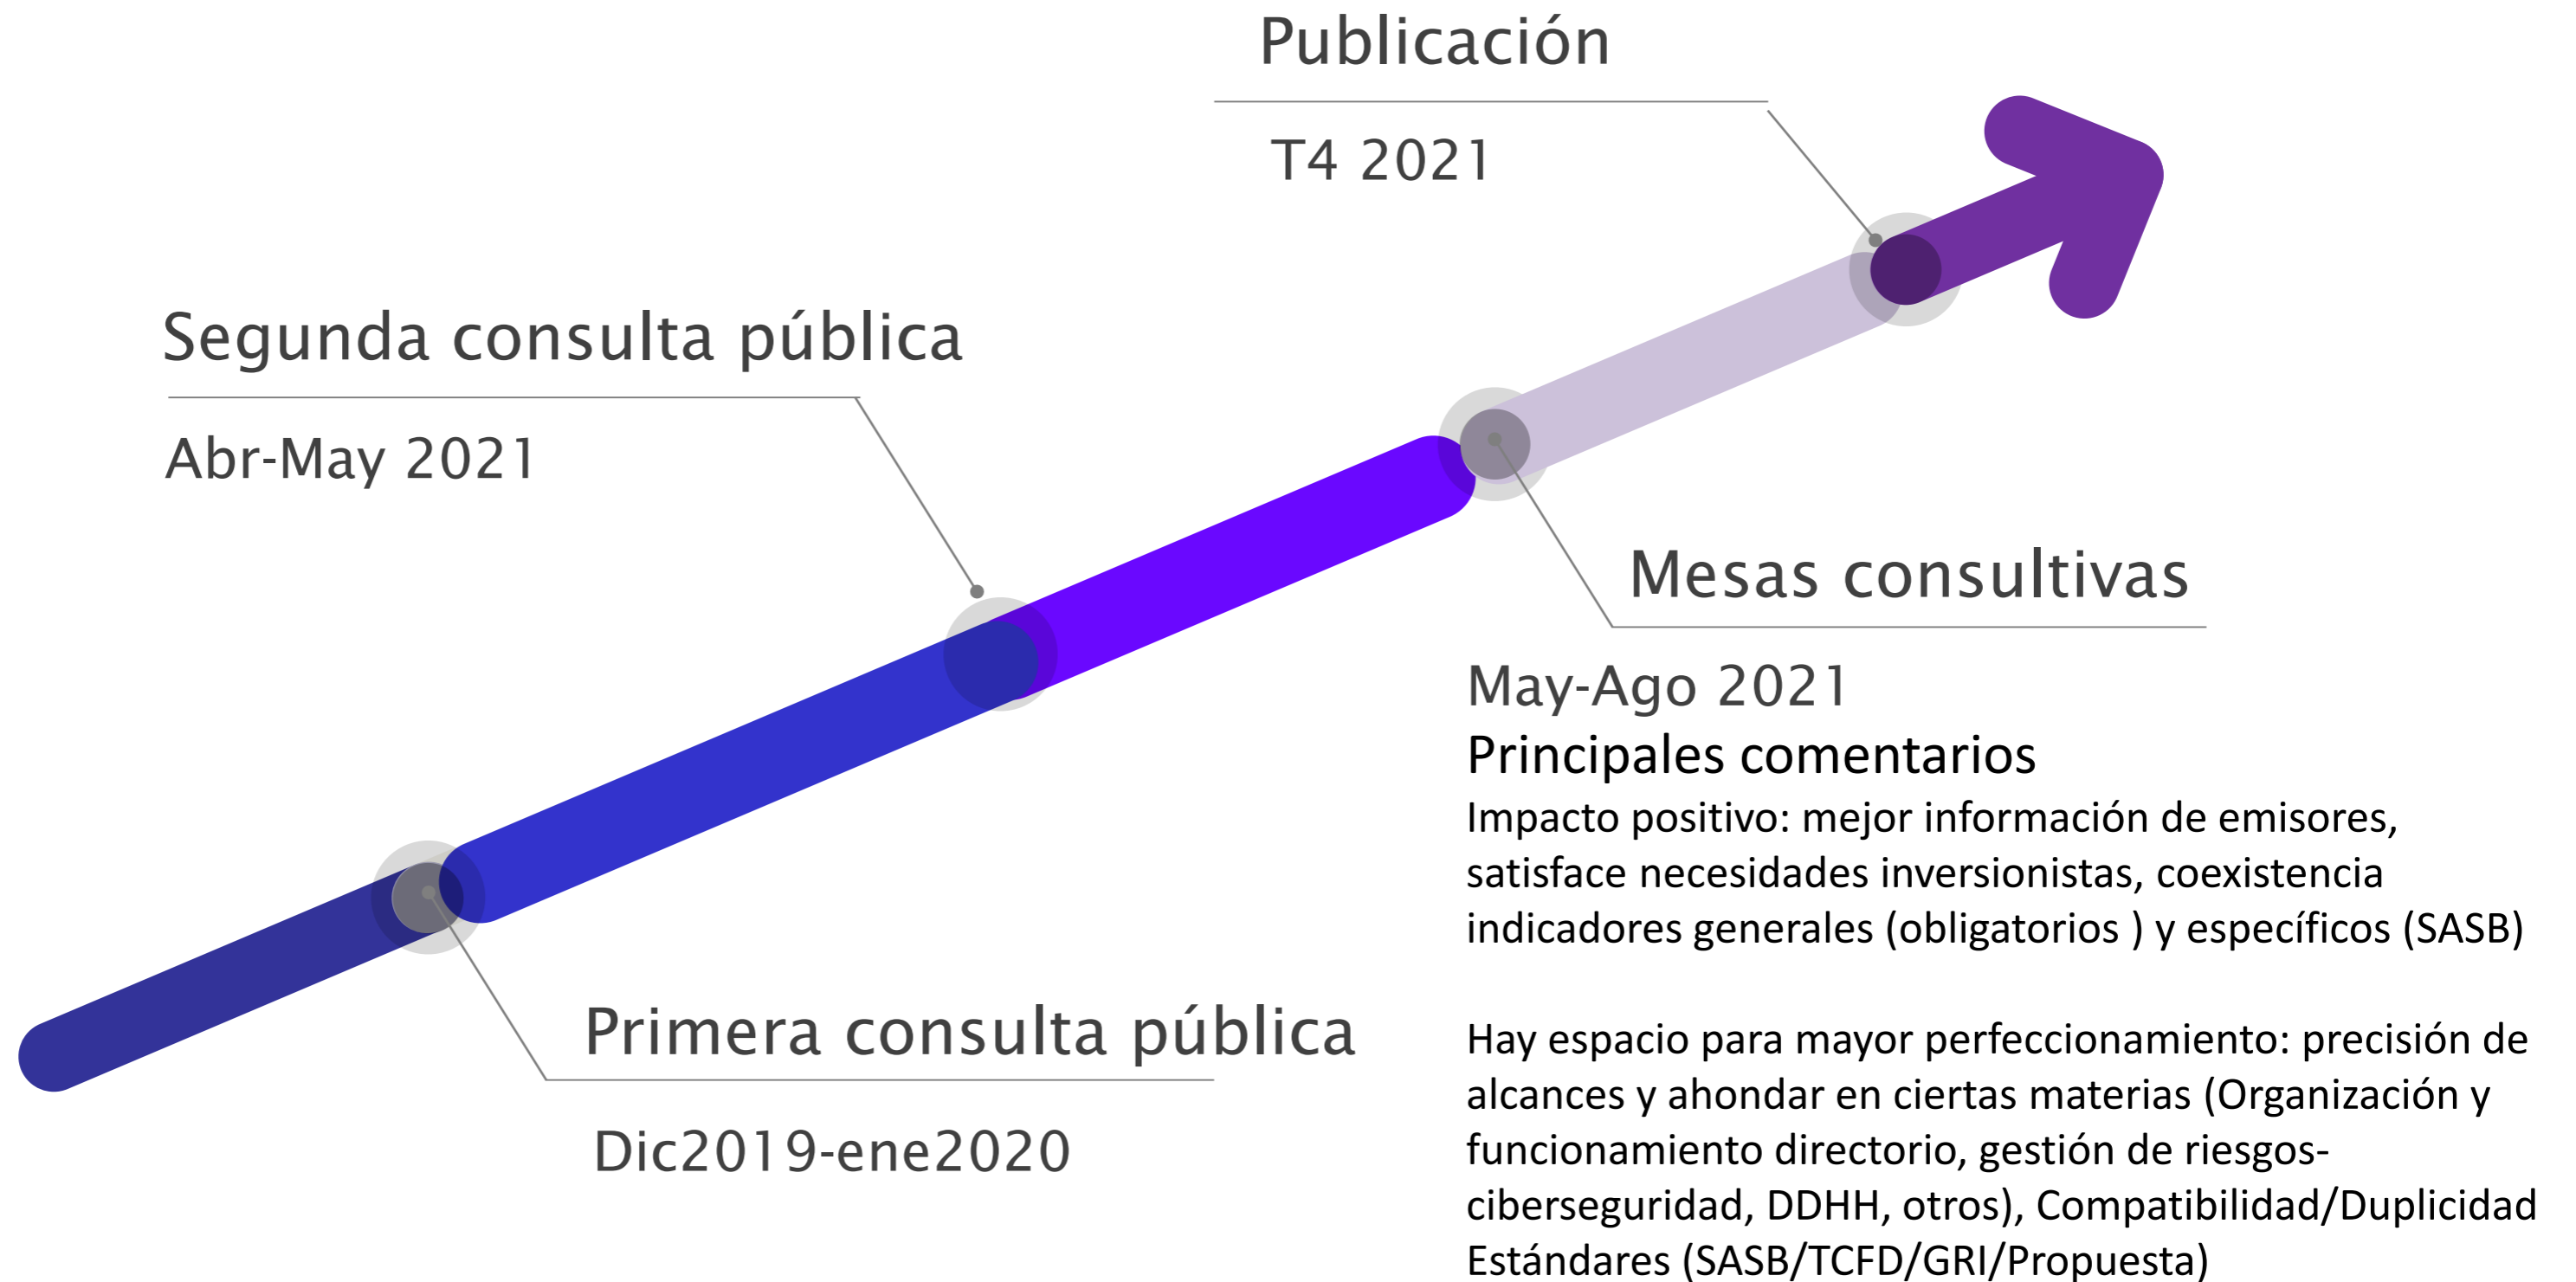 Publicación
T4 2021
Segunda consulta pública
Abr-May 2021
Mesas consultivas
May-Ago 2021
Principales comentarios
Impacto positivo: mejor información de emisores,
satisface necesidades inversionistas, coexistencia
indicadores generales (obligatorios ) y específicos (SASB)
Hay espacio para mayor perfeccionamiento: precisión de
alcances y ahondar en ciertas materias (Organización y
funcionamiento directorio, gestión de riesgos-
ciberseguridad, DDHH, otros), Compatibilidad/Duplicidad
Estándares (SASB/TCFD/GRI/Propuesta)
Primera consulta pública
Dic2019-ene2020